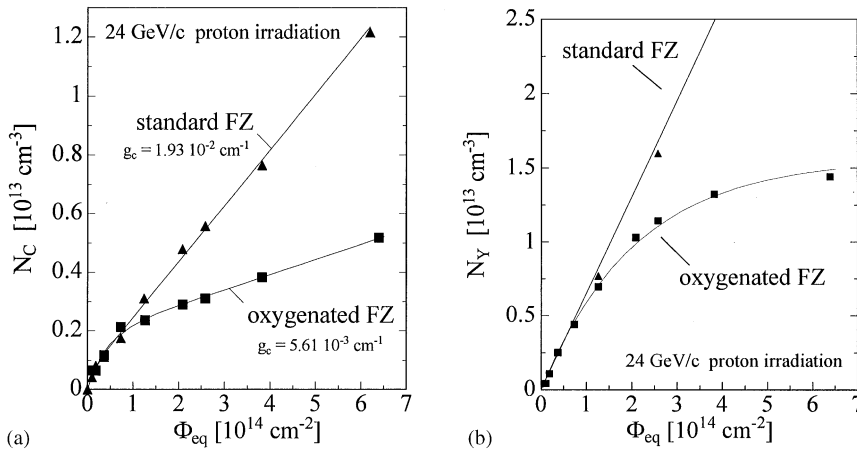 1.2
1.0
0.8
0.6
0.4
0.2
0
N_C [10^13 cm^-3]
24 GeV/c proton irradiation
standard FZ
g_c = 1.93 10^-2 cm^-1
oxygenated FZ
g_c = 5.61 10^-3 cm^-1
0 1 2 3 4 5 6 7
Φ_eq [10^14 cm^-2]
(a)
2.5
2
1.5
1
0.5
0
N_Y [10^13 cm^-3]
standard FZ
oxygenated FZ
24 GeV/c proton irradiation
0 1 2 3 4 5 6 7
Φ_eq [10^14 cm^-2]
(b)